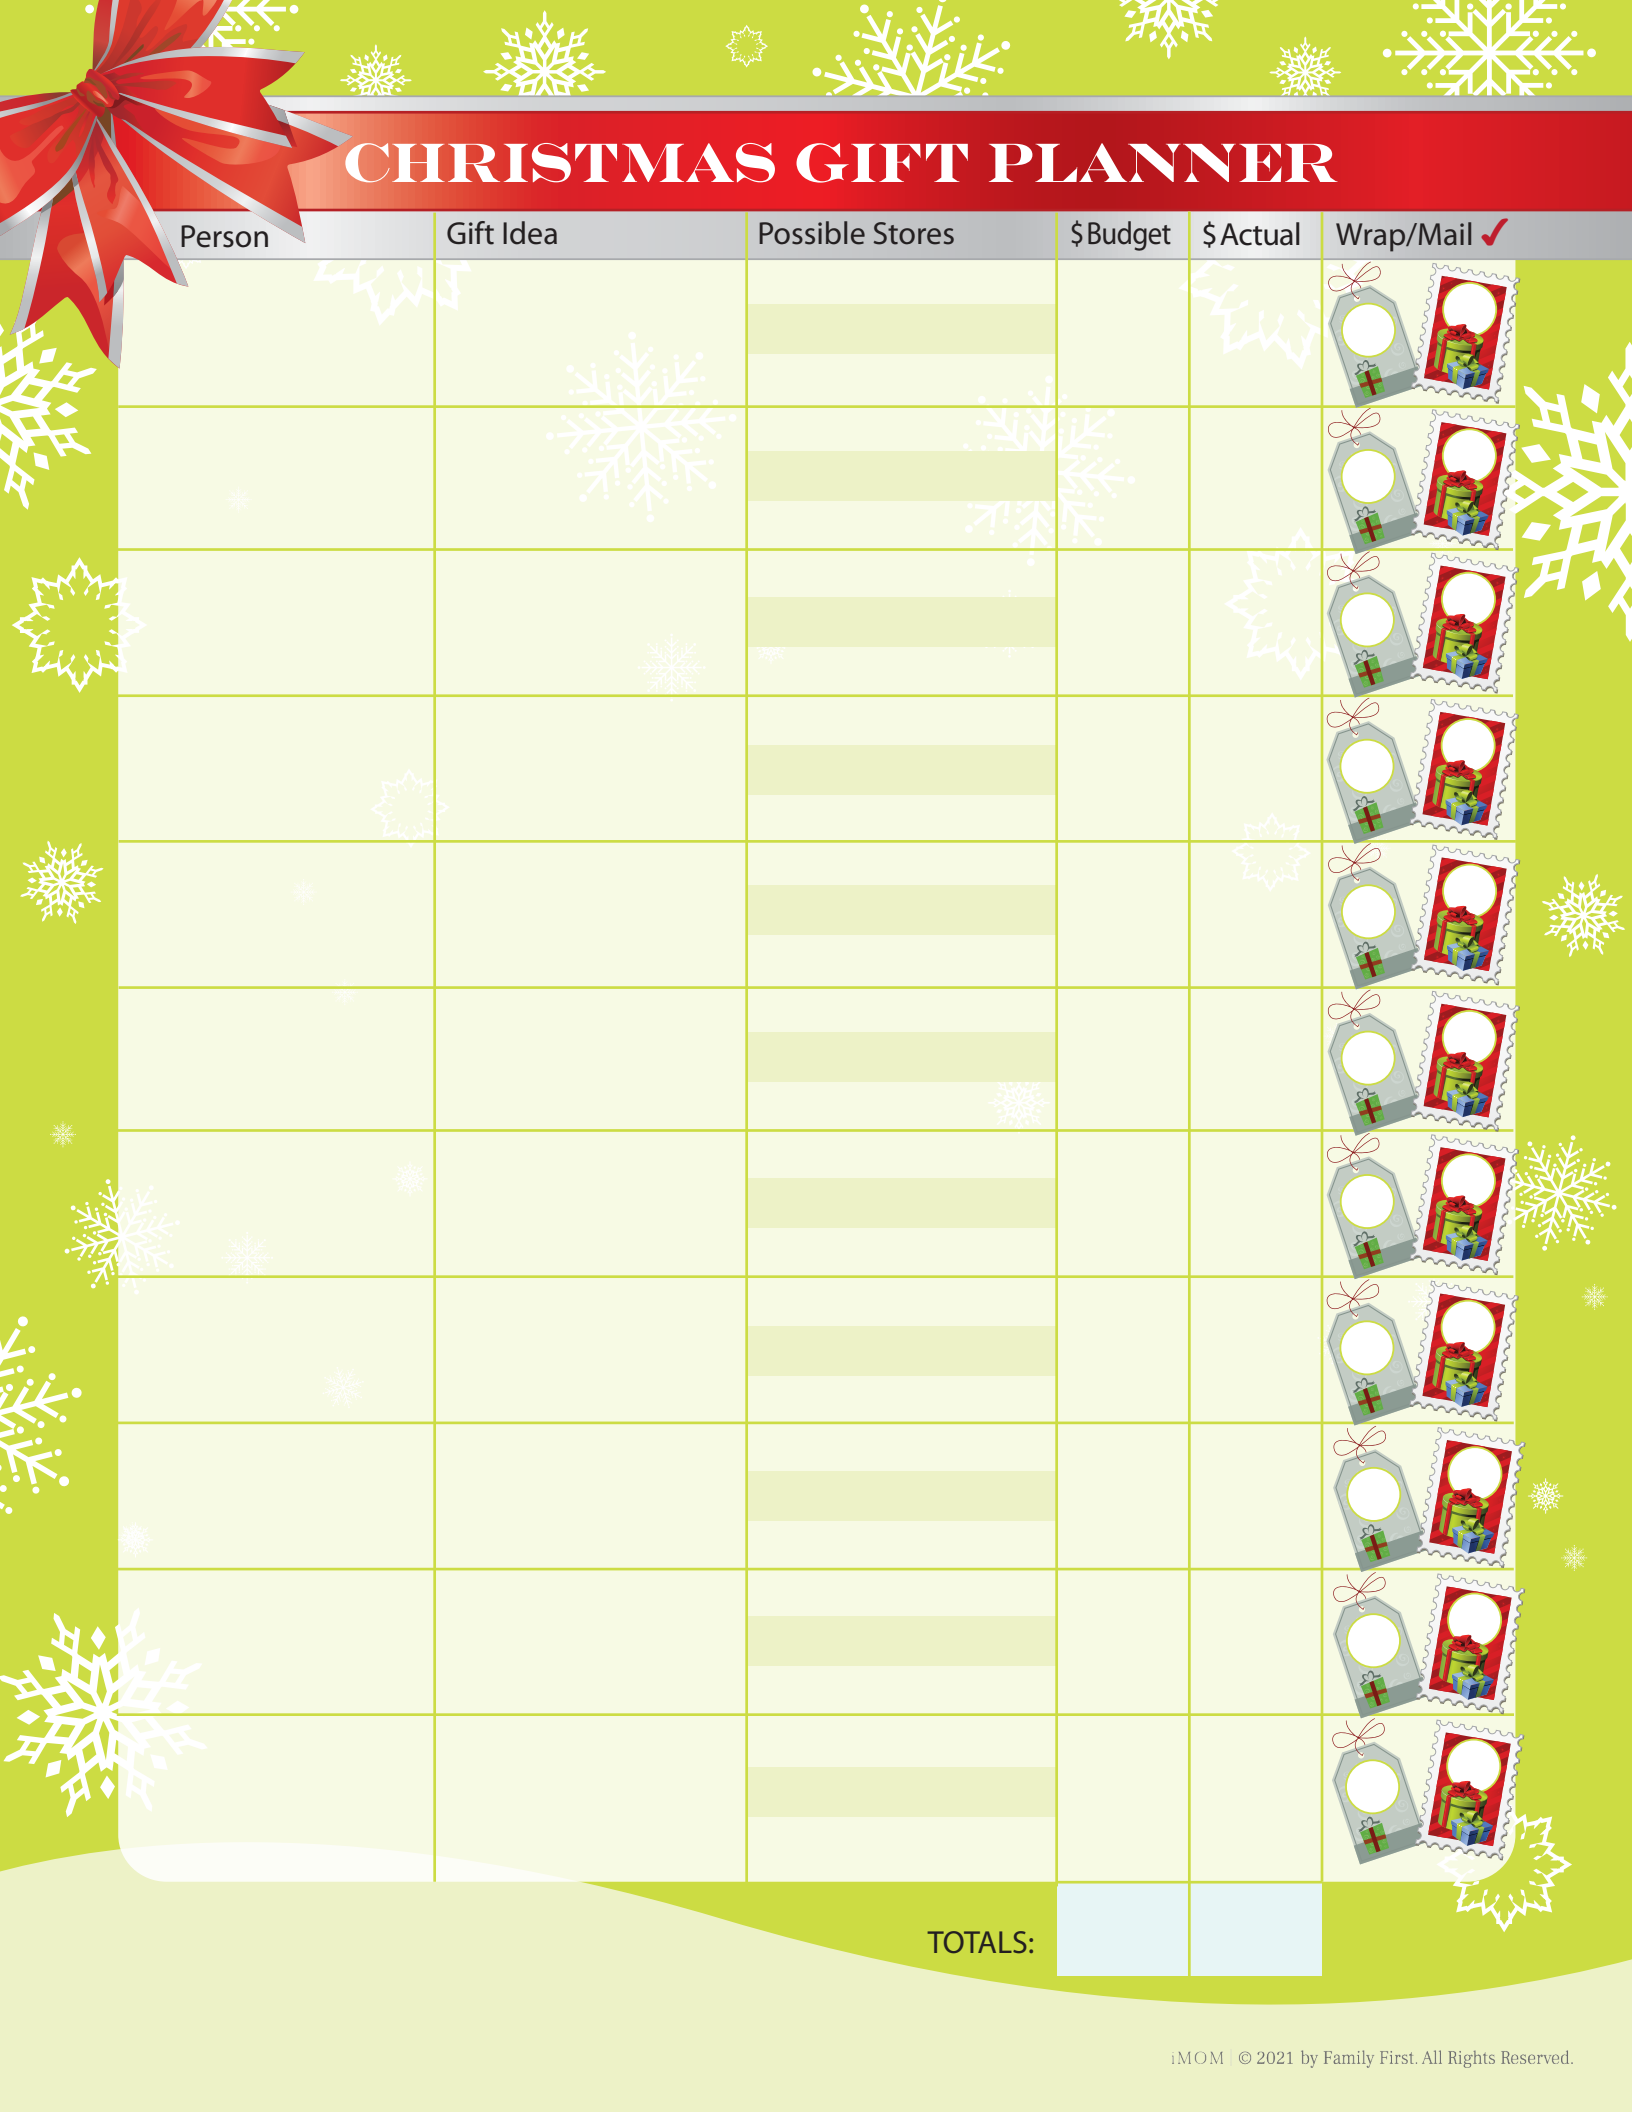 CHRISTMAS GIFT PLANNER
Person Gift Idea Possible Stores $ Budget $ Actual Wrap/Mail ✓
TOTALS:
iMOM | © 2021 by Family First. All Rights Reserved.